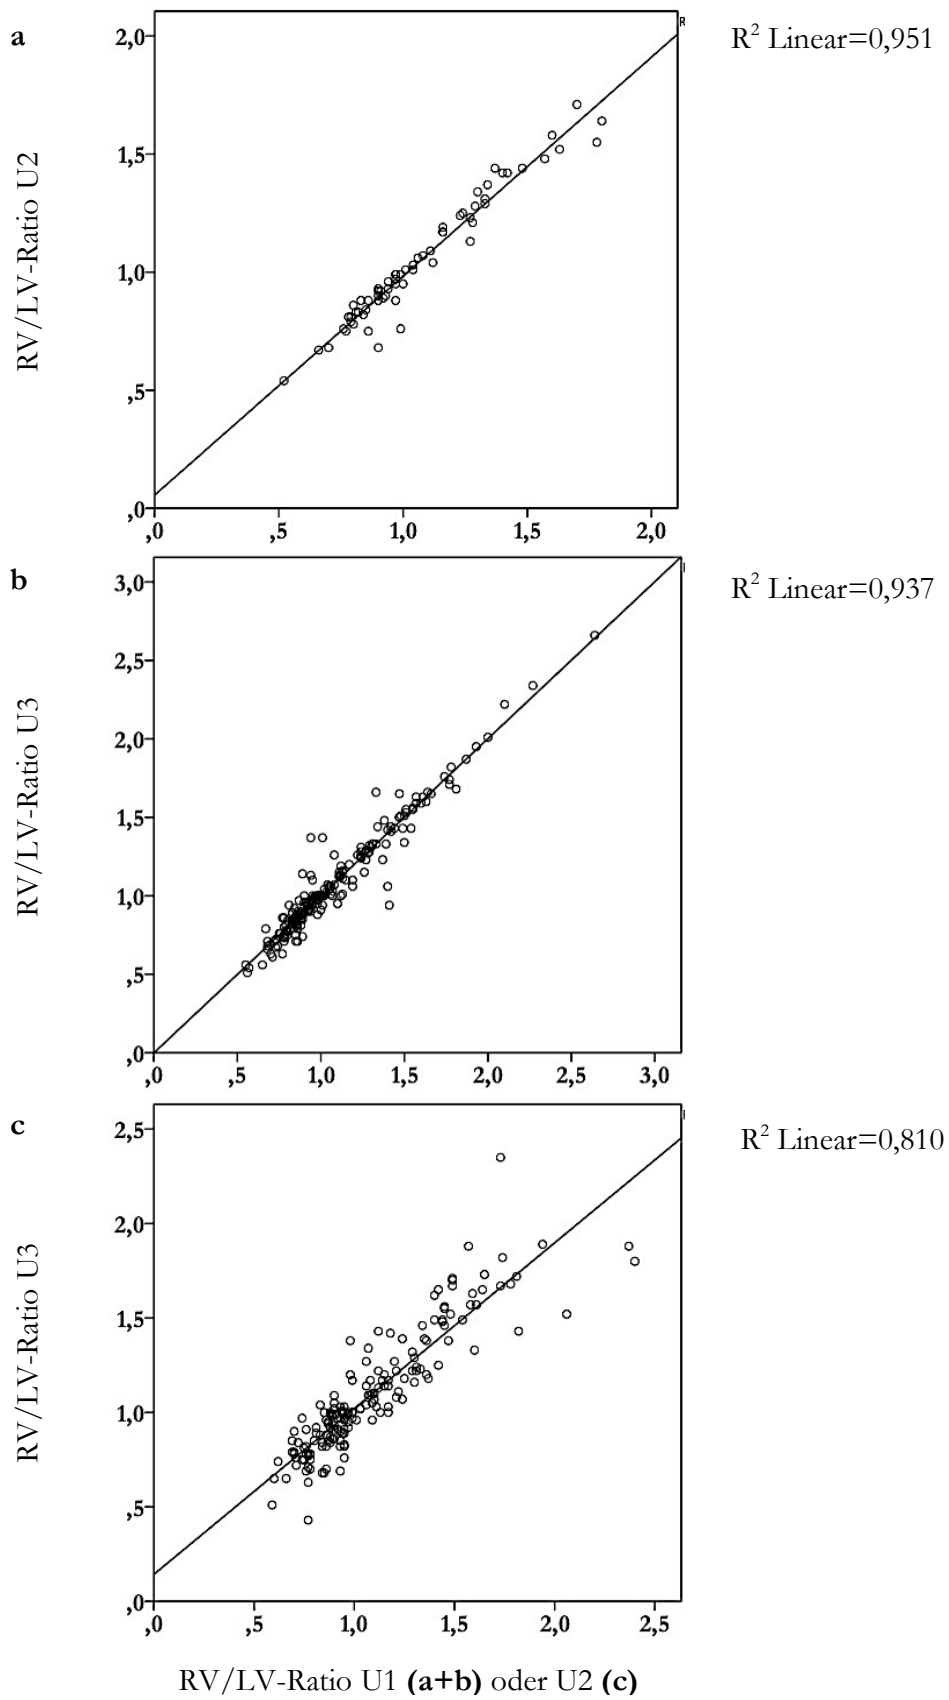 a
R² Linear=0,951
R
2,0
1,5
1,0
,5
,0
RV/LV-Ratio U2
,0 ,5 1,0 1,5 2,0
b
R² Linear=0,937
3,0
2,5
2,0
1,5
1,0
,5
,0
RV/LV-Ratio U3
,0 ,5 1,0 1,5 2,0 2,5 3,0
c
R² Linear=0,810
2,5
2,0
1,5
1,0
,5
,0
RV/LV-Ratio U3
,0 ,5 1,0 1,5 2,0 2,5
RV/LV-Ratio U1 (a+b) oder U2 (c)